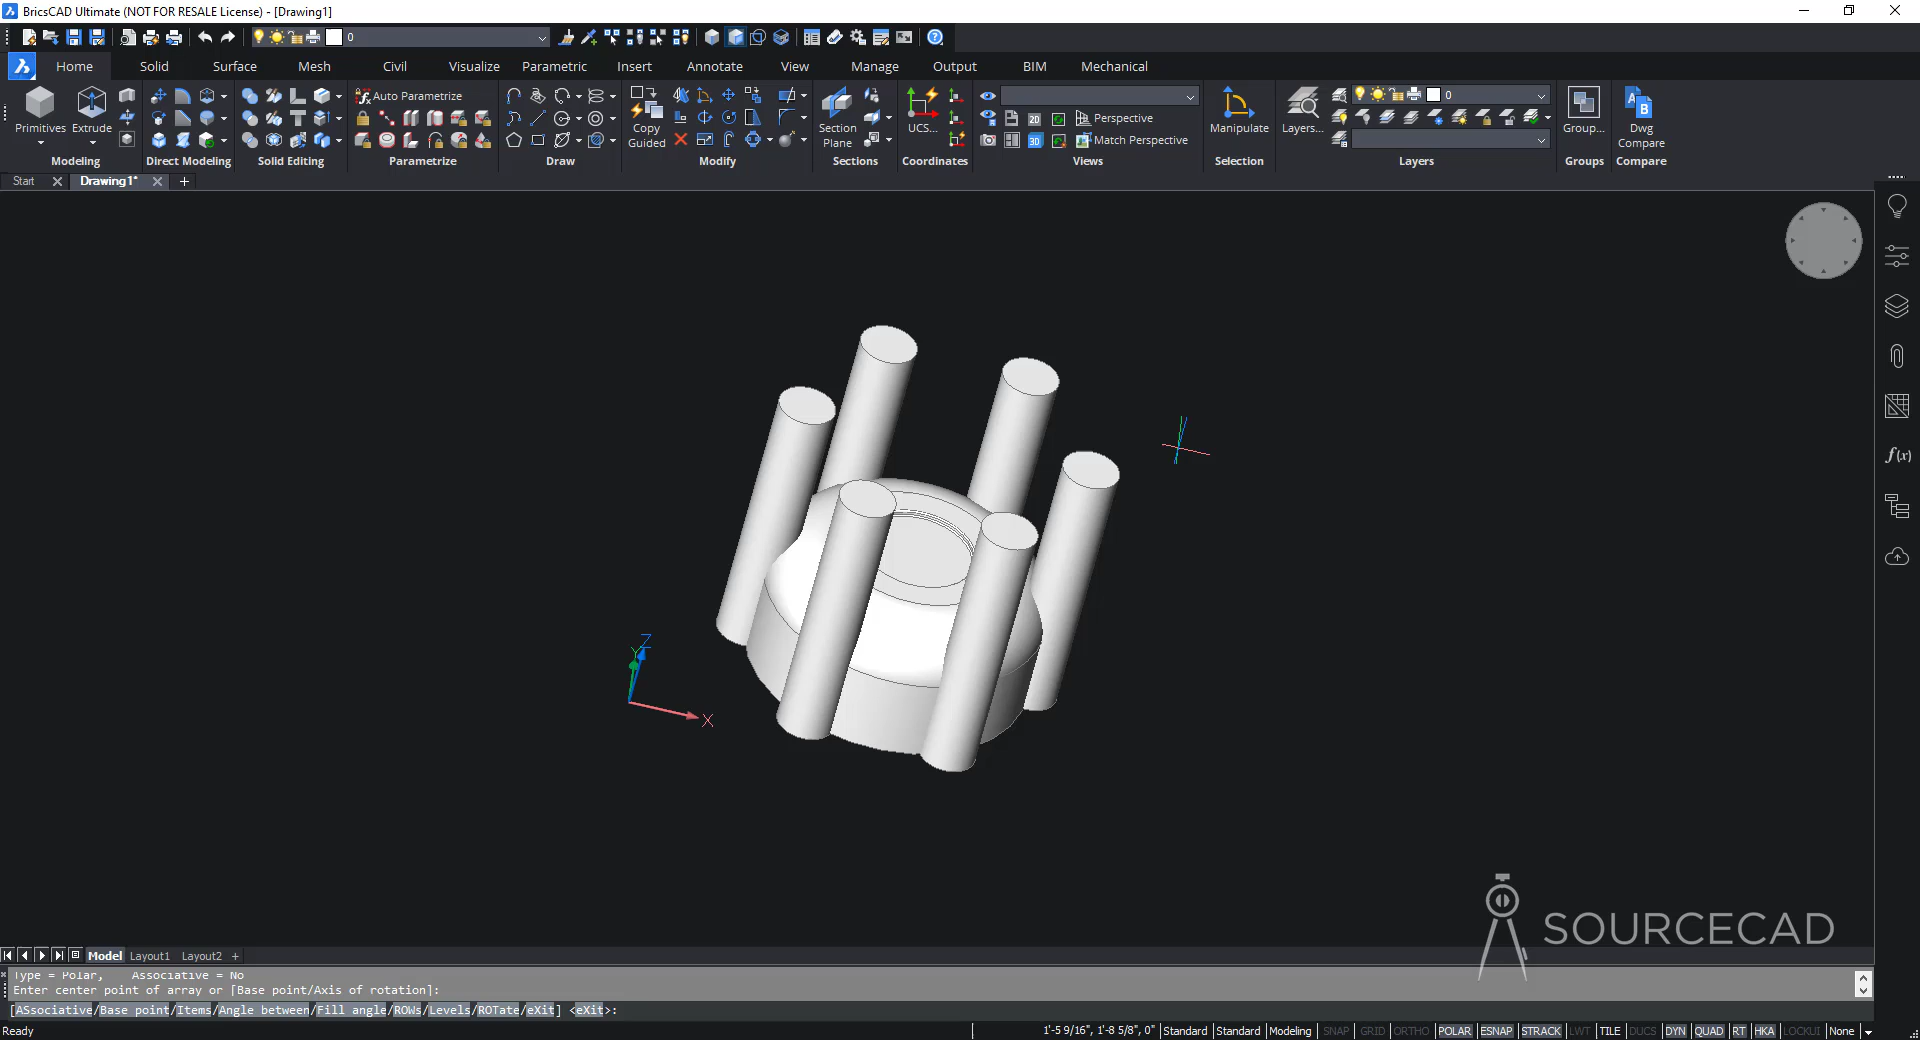 BricsCAD Ultimate (NOT FOR RESALE License) - [Drawing1]
0
Home Solid Surface Mesh Civil Visualize Parametric Insert Annotate View Manage Output BIM Mechanical
Auto Parametrize
0
2D
Perspective
3D
Match Perspective
Primitives Extrude
Copy Guided
Section Plane
UCS...
Manipulate
Layers...
Group...
Dwg Compare
Modeling Direct Modeling Solid Editing Parametrize Draw Modify Sections Coordinates Views Selection Layers Groups Compare
Start Drawing1*
f(x)
Z
Y
X
SOURCECAD
Model Layout1 Layout2 +
Type = Polar, Associative = No
Enter center point of array or [Base point/Axis of rotation]:
[ASsociative/Base point/Items/Angle between/Fill angle/ROWs/Levels/ROTate/eXit] <eXit>:
Ready 1'-5 9/16", 1'-8 5/8", 0" Standard Standard Modeling SNAP GRID ORTHO POLAR ESNAP STRACK LWT TILE DUCS DYN QUAD RT HKA LOCKUI None